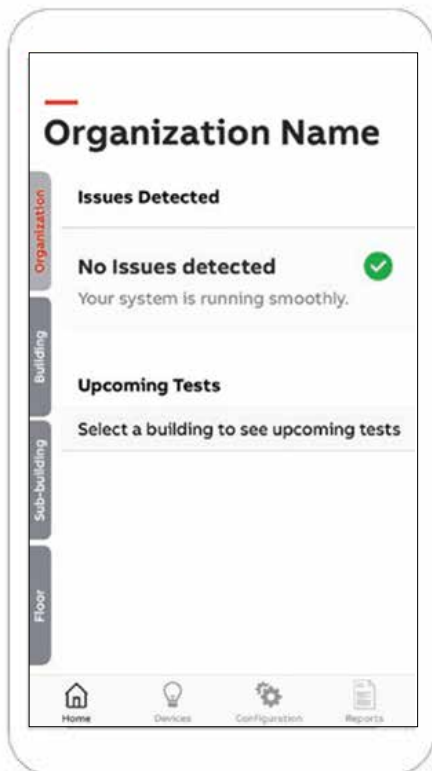 Organization Name
Organization
Issues Detected
No Issues detected
Your system is running smoothly.
Building
Upcoming Tests
Select a building to see upcoming tests
Sub-building
Floor
Home
Devices
Configuration
Reports